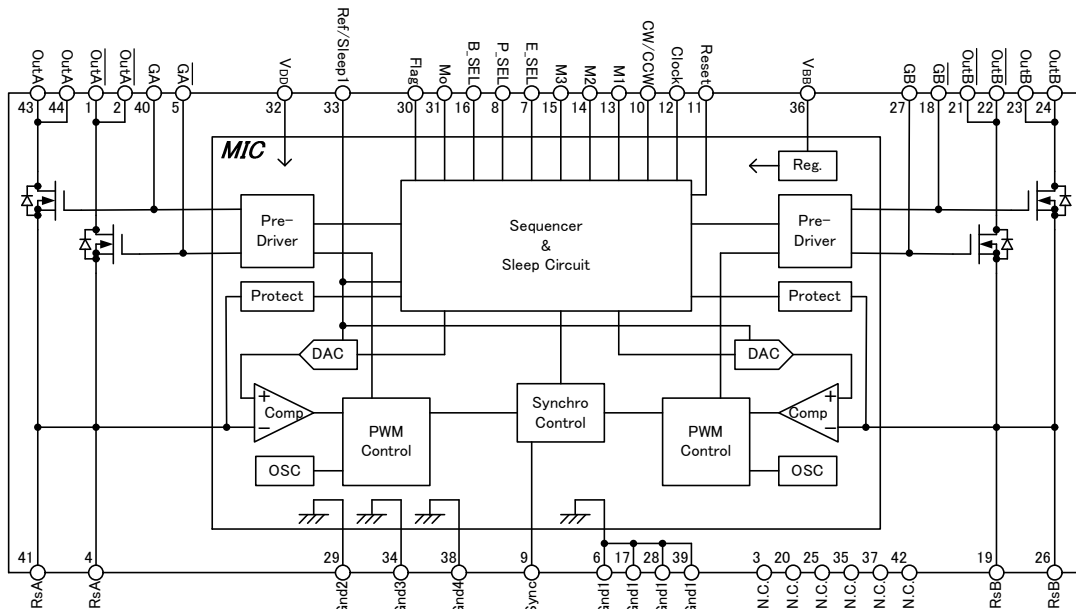 OutA
OutA
OutA
OutA
GA
GA
VDD
Ref/Sleep1
Flag
Mo
B_SEL
P_SEL
E_SEL
M3
M2
M1
CW/CCW
Clock
Reset
VBB
GB
GB
OutB
OutB
OutB
OutB
43 44 1 2 40 5 32 33 30 31 16 8 7 15 14 13 10 12 11 36 27 18 21 22 23 24
MIC
Reg.
Pre-
Driver
Sequencer
&
Sleep Circuit
Pre-
Driver
Protect
Protect
DAC
DAC
+
Comp
−
PWM
Control
Synchro
Control
PWM
Control
+
Comp
−
OSC
OSC
41 4 29 34 38 9 6 17 28 39 3 20 25 35 37 42 19 26
RsA
RsA
Gnd2
Gnd3
Gnd4
Sync
Gnd1
Gnd1
Gnd1
Gnd1
N.C.
N.C.
N.C.
N.C.
N.C.
N.C.
RsB
RsB